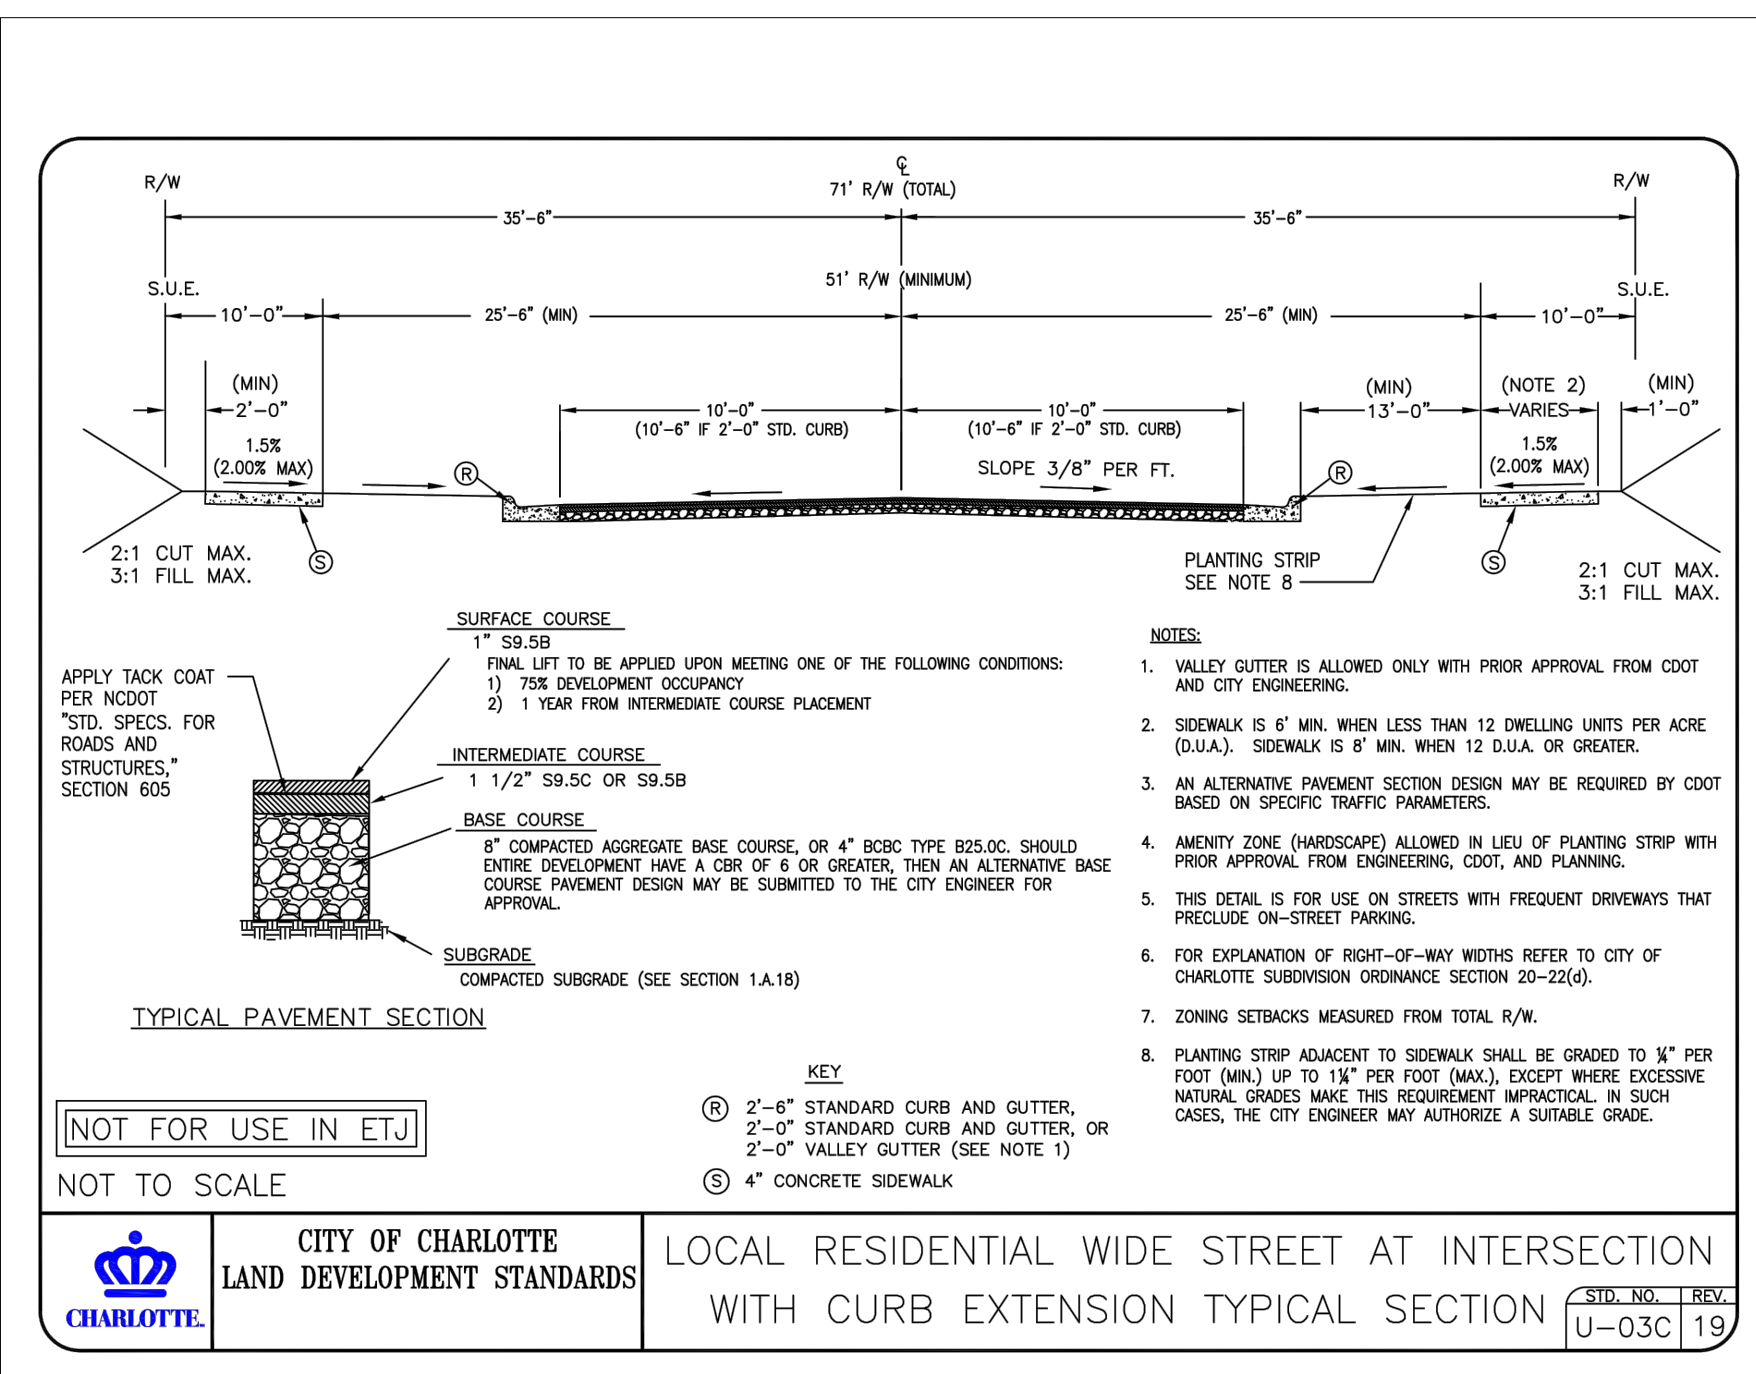 ℄
R/W
71' R/W (TOTAL)
R/W
35'-6"
35'-6"
S.U.E.
51' R/W (MINIMUM)
S.U.E.
10'-0"
25'-6" (MIN)
25'-6" (MIN)
10'-0"
(MIN)
2'-0"
1.5%
(2.00% MAX)
10'-0"
(10'-6" IF 2'-0" STD. CURB)
10'-0"
(10'-6" IF 2'-0" STD. CURB)
SLOPE 3/8" PER FT.
(MIN)
13'-0"
(NOTE 2)
VARIES
1.5%
(2.00% MAX)
(MIN)
1'-0"
R
R
S
S
2:1 CUT MAX.
3:1 FILL MAX.
PLANTING STRIP
SEE NOTE 8
2:1 CUT MAX.
3:1 FILL MAX.
SURFACE COURSE
1" S9.5B
FINAL LIFT TO BE APPLIED UPON MEETING ONE OF THE FOLLOWING CONDITIONS:
1) 75% DEVELOPMENT OCCUPANCY
2) 1 YEAR FROM INTERMEDIATE COURSE PLACEMENT
APPLY TACK COAT
PER NCDOT
"STD. SPECS. FOR
ROADS AND
STRUCTURES,"
SECTION 605
INTERMEDIATE COURSE
1 1/2" S9.5C OR S9.5B
BASE COURSE
8" COMPACTED AGGREGATE BASE COURSE, OR 4" BCBC TYPE B25.0C. SHOULD
ENTIRE DEVELOPMENT HAVE A CBR OF 6 OR GREATER, THEN AN ALTERNATIVE BASE
COURSE PAVEMENT DESIGN MAY BE SUBMITTED TO THE CITY ENGINEER FOR
APPROVAL.
SUBGRADE
COMPACTED SUBGRADE (SEE SECTION 1.A.18)
TYPICAL PAVEMENT SECTION
NOTES:
1. VALLEY GUTTER IS ALLOWED ONLY WITH PRIOR APPROVAL FROM CDOT
AND CITY ENGINEERING.
2. SIDEWALK IS 6' MIN. WHEN LESS THAN 12 DWELLING UNITS PER ACRE
(D.U.A.). SIDEWALK IS 8' MIN. WHEN 12 D.U.A. OR GREATER.
3. AN ALTERNATIVE PAVEMENT SECTION DESIGN MAY BE REQUIRED BY CDOT
BASED ON SPECIFIC TRAFFIC PARAMETERS.
4. AMENITY ZONE (HARDSCAPE) ALLOWED IN LIEU OF PLANTING STRIP WITH
PRIOR APPROVAL FROM ENGINEERING, CDOT, AND PLANNING.
5. THIS DETAIL IS FOR USE ON STREETS WITH FREQUENT DRIVEWAYS THAT
PRECLUDE ON-STREET PARKING.
6. FOR EXPLANATION OF RIGHT-OF-WAY WIDTHS REFER TO CITY OF
CHARLOTTE SUBDIVISION ORDINANCE SECTION 20-22(d).
7. ZONING SETBACKS MEASURED FROM TOTAL R/W.
8. PLANTING STRIP ADJACENT TO SIDEWALK SHALL BE GRADED TO ¼" PER
FOOT (MIN.) UP TO 1¼" PER FOOT (MAX.), EXCEPT WHERE EXCESSIVE
NATURAL GRADES MAKE THIS REQUIREMENT IMPRACTICAL. IN SUCH
CASES, THE CITY ENGINEER MAY AUTHORIZE A SUITABLE GRADE.
KEY
R 2'-6" STANDARD CURB AND GUTTER,
2'-0" STANDARD CURB AND GUTTER, OR
2'-0" VALLEY GUTTER (SEE NOTE 1)
S 4" CONCRETE SIDEWALK
NOT FOR USE IN ETJ
NOT TO SCALE
CHARLOTTE.
CITY OF CHARLOTTE
LAND DEVELOPMENT STANDARDS
LOCAL RESIDENTIAL WIDE STREET AT INTERSECTION
WITH CURB EXTENSION TYPICAL SECTION
STD. NO.
REV.
U-03C
19